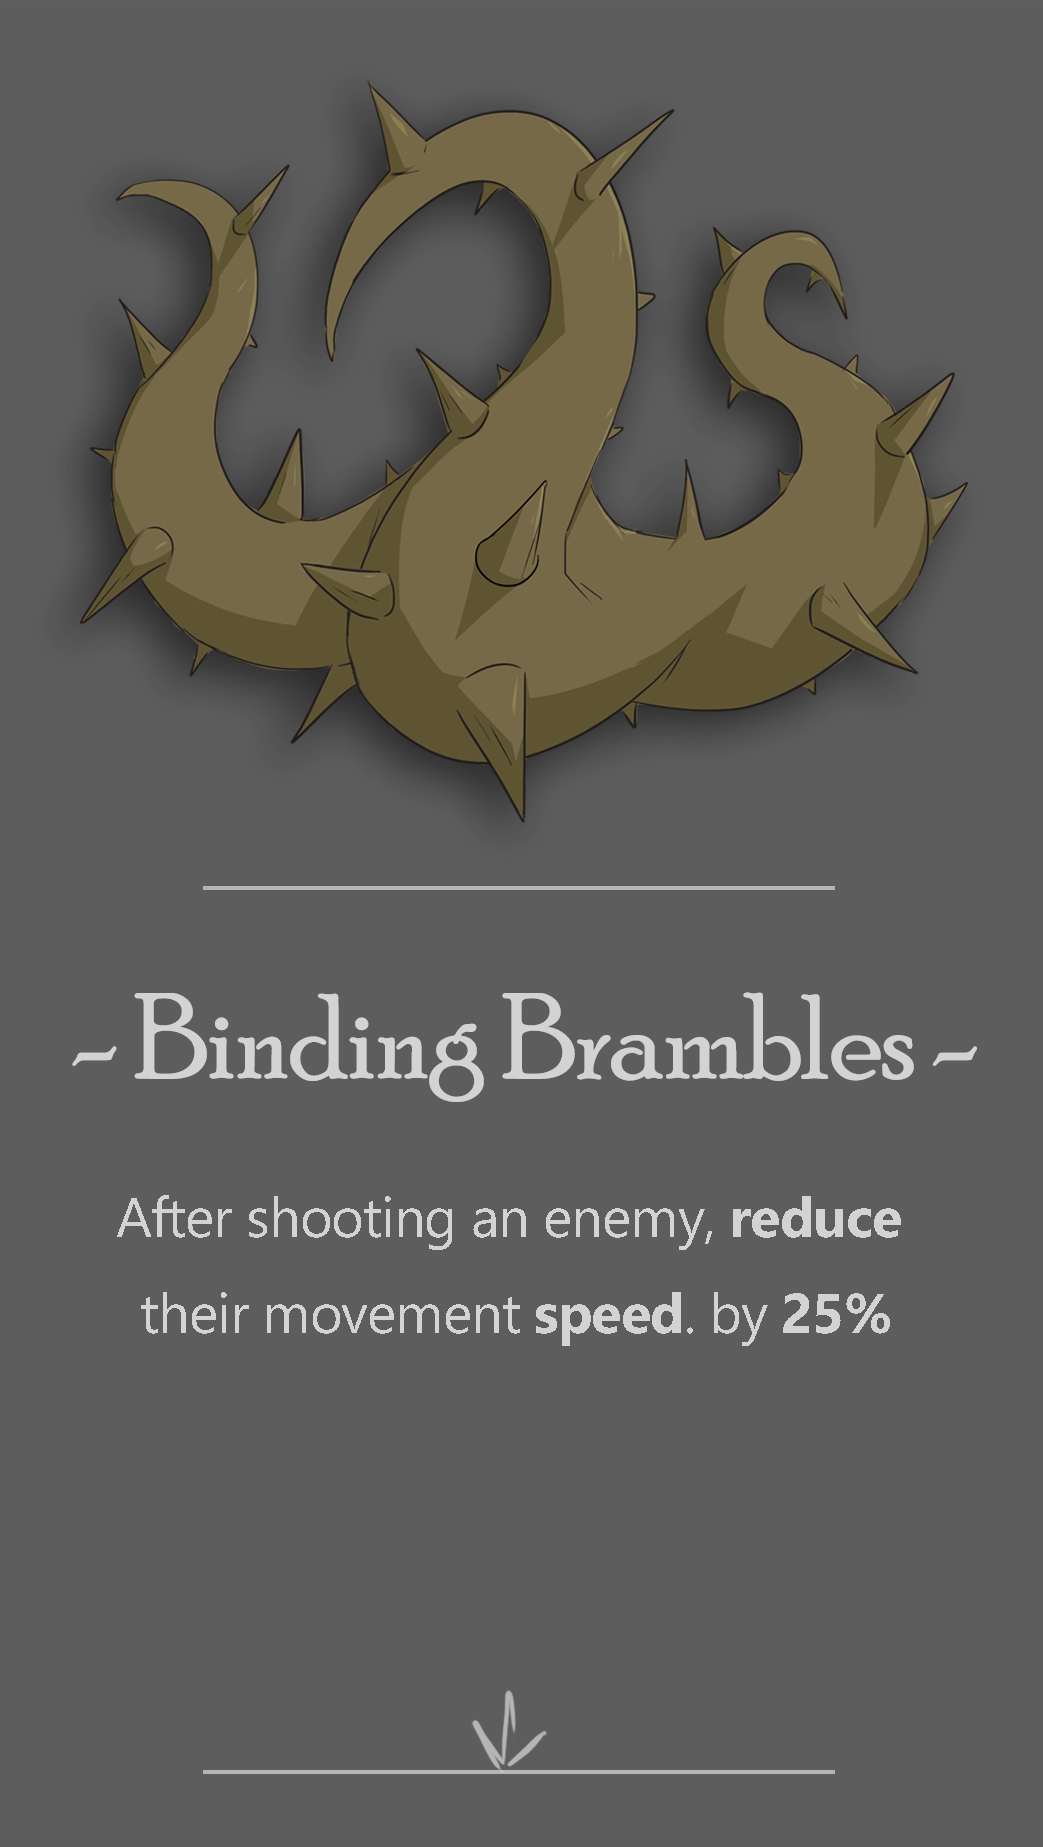 ~ Binding Brambles ~
After shooting an enemy, reduce
their movement speed. by 25%